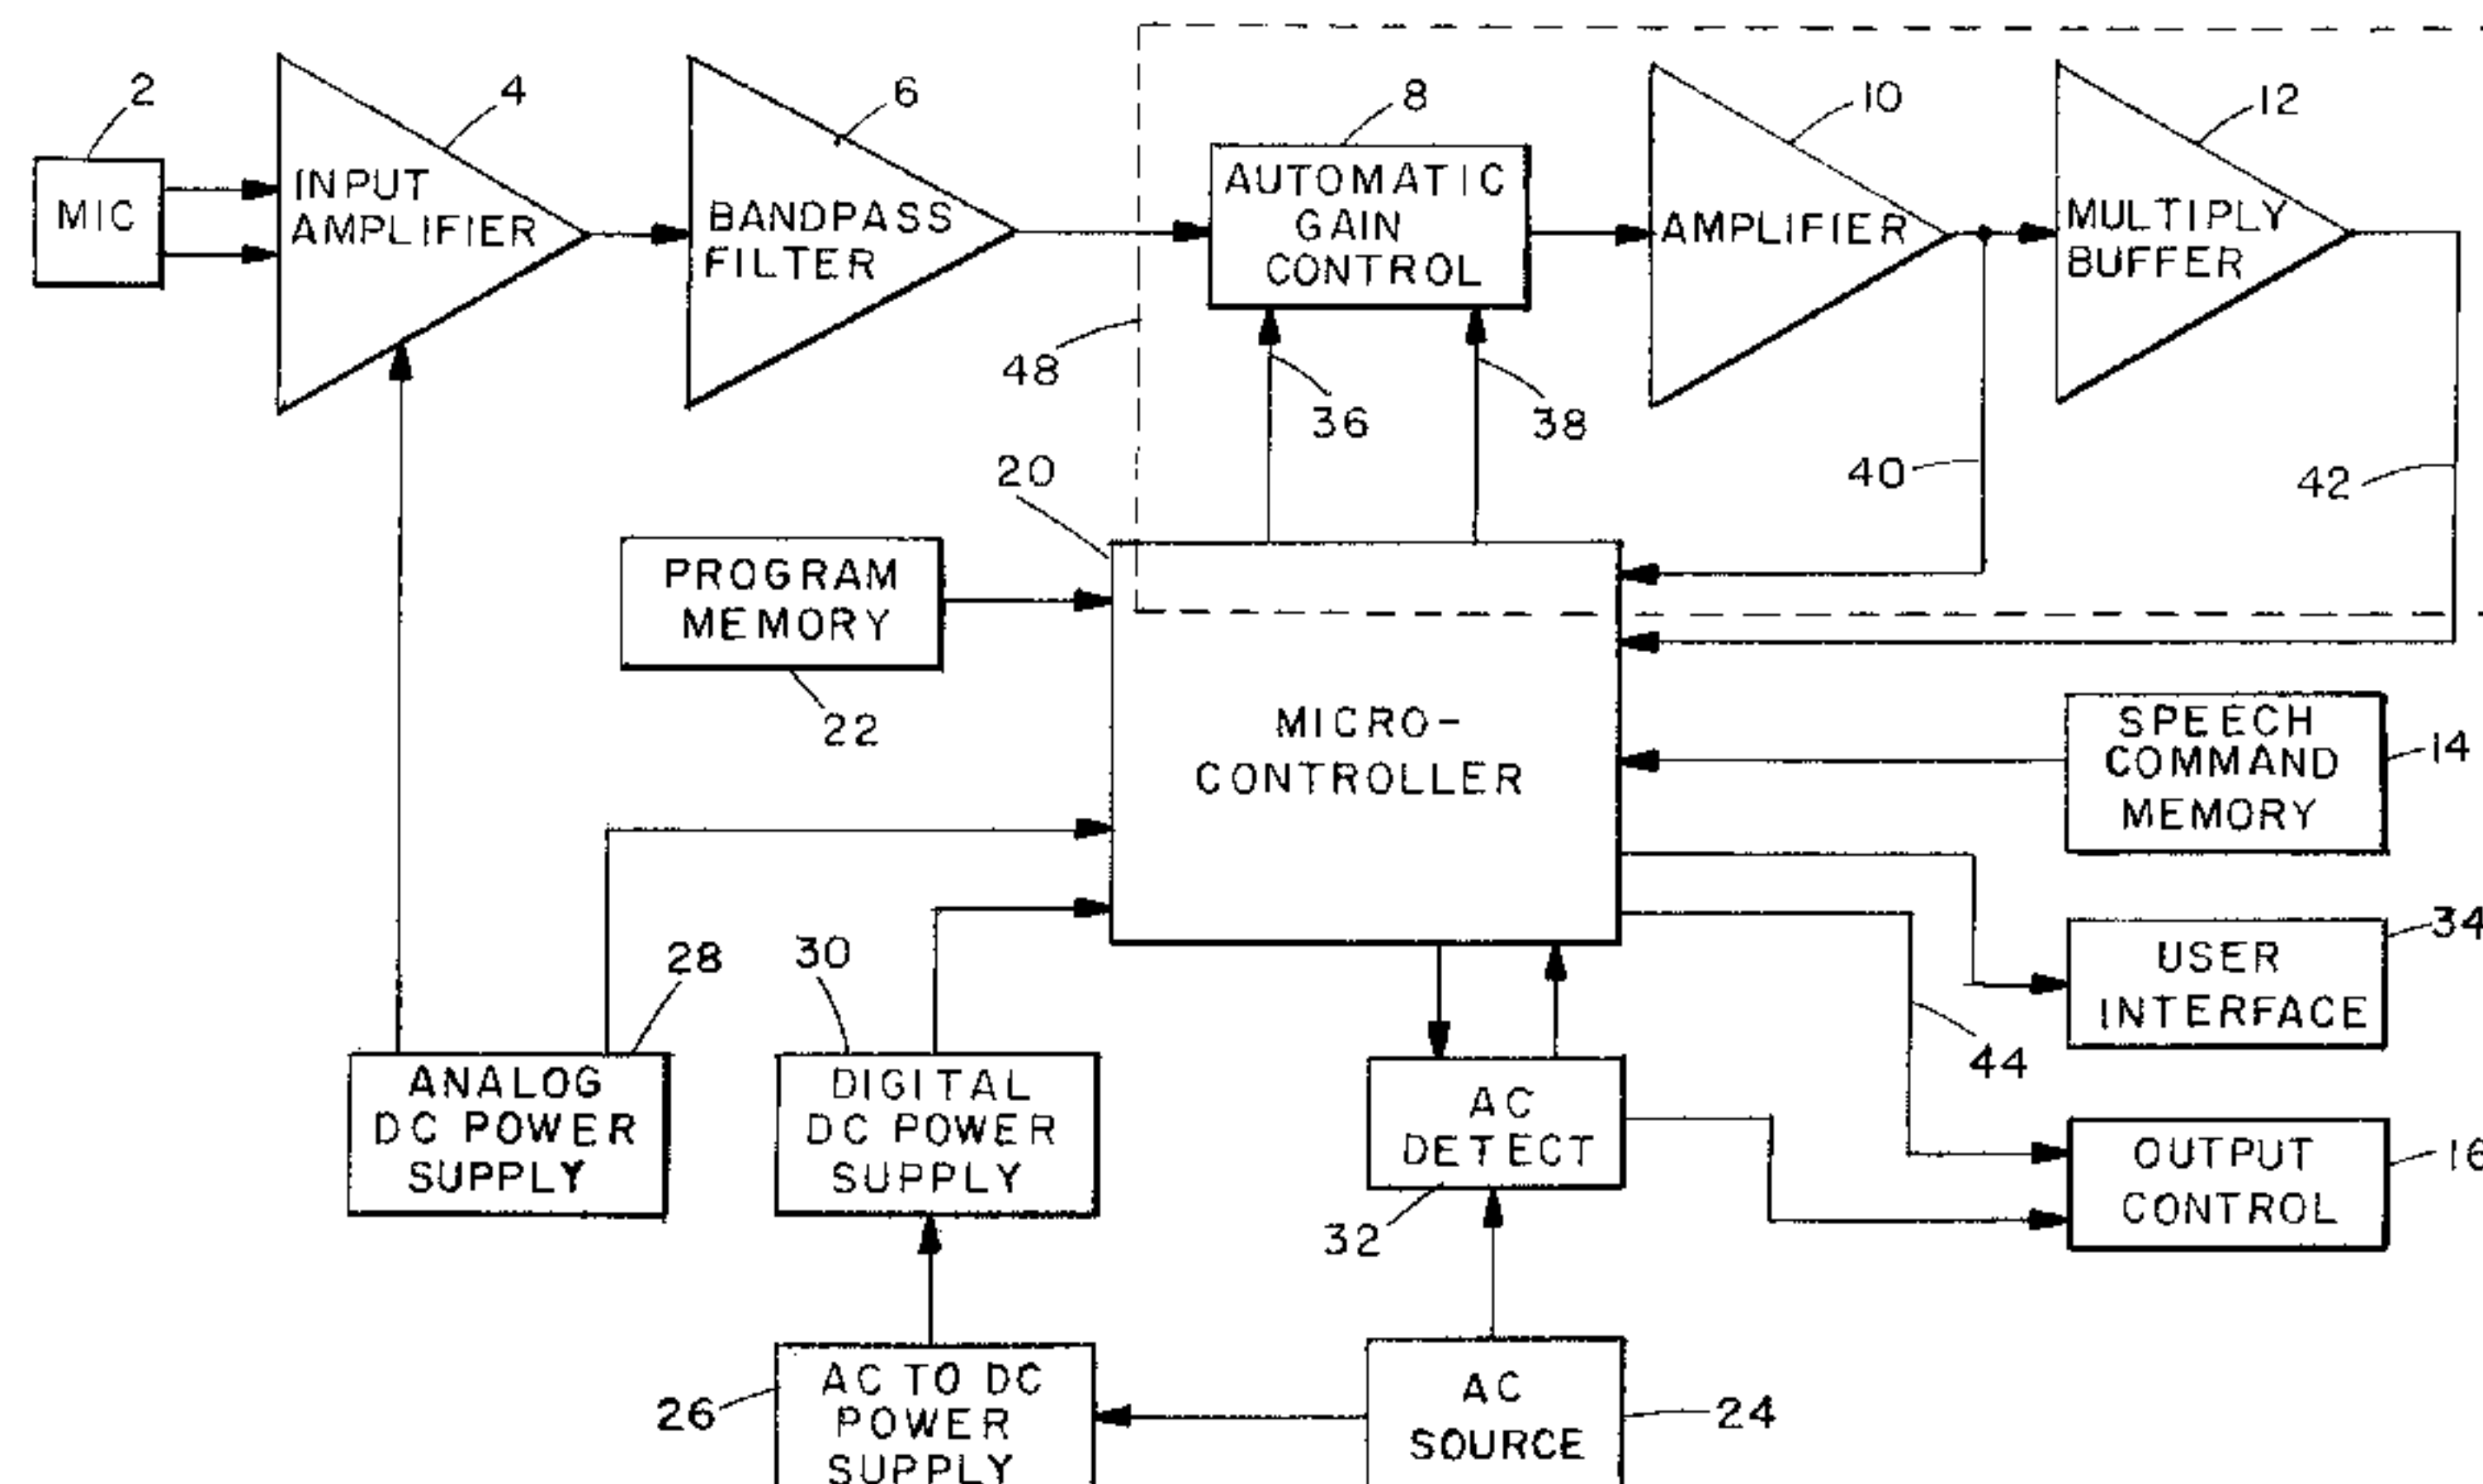 2
4
6
8
10
12
MIC
INPUT
AMPLIFIER
BANDPASS
FILTER
AUTOMATIC
GAIN
CONTROL
AMPLIFIER
MULTIPLY
BUFFER
48
36
38
40
42
20
PROGRAM
MEMORY
22
MICRO-
CONTROLLER
SPEECH
COMMAND
MEMORY
14
28
30
USER
INTERFACE
34
44
ANALOG
DC POWER
SUPPLY
DIGITAL
DC POWER
SUPPLY
AC
DETECT
32
OUTPUT
CONTROL
16
26
AC TO DC
POWER
SUPPLY
AC
SOURCE
24